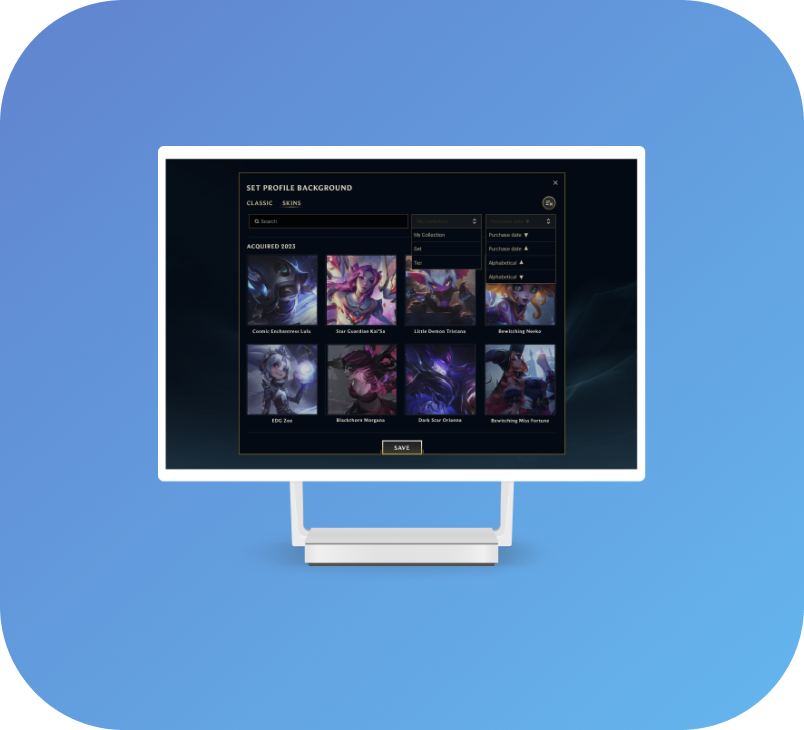 SET PROFILE BACKGROUND
CLASSIC SKINS
Search
My Collection
Set
Tier
Purchase date ▼
Purchase date ▲
Alphabetical ▲
Alphabetical ▼
ACQUIRED 2023
Cosmic Enchantress Lulu
Star Guardian Kai'Sa
Little Demon Tristana
Bewitching Neeko
EDG Zoe
Blackthorn Morgana
Dark Star Orianna
Bewitching Miss Fortune
SAVE